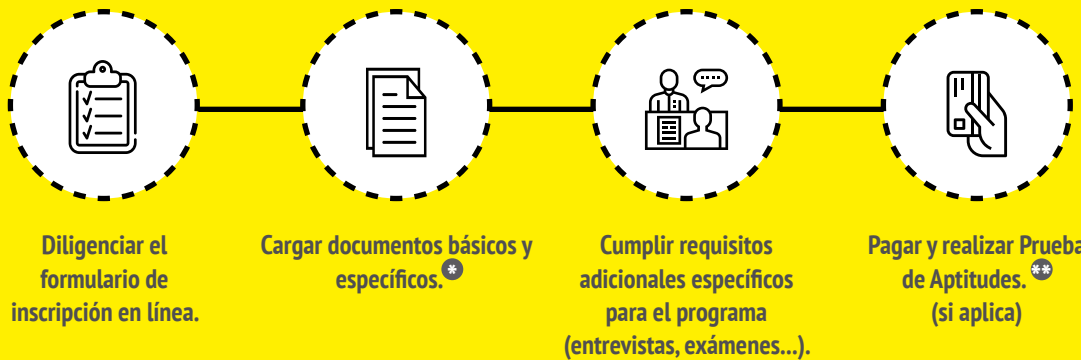 Diligenciar el
formulario de
inscripción en línea.
Cargar documentos básicos y
específicos.*
Cumplir requisitos
adicionales específicos
para el programa
(entrevistas, exámenes...).
Pagar y realizar Prueba
de Aptitudes. **
(si aplica)